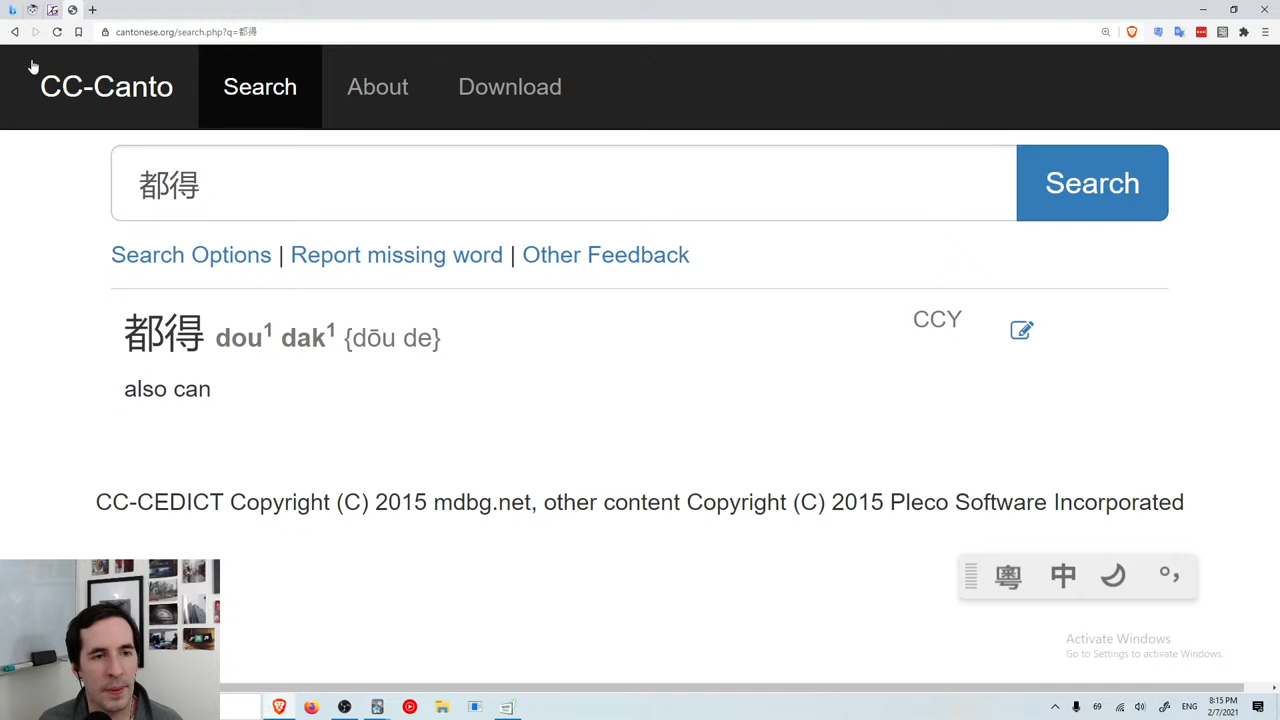 cantonese.org/search.php?q=都得
CC-Canto Search About Download
都得 Search
Search Options | Report missing word | Other Feedback
都得 dou1 dak1 {dōu de} CCY
also can
CC-CEDICT Copyright (C) 2015 mdbg.net, other content Copyright (C) 2015 Pleco Software Incorporated
粤 中 °,
Activate Windows
Go to Settings to activate Windows.
69 ENG 8:15 PM
2/7/2021